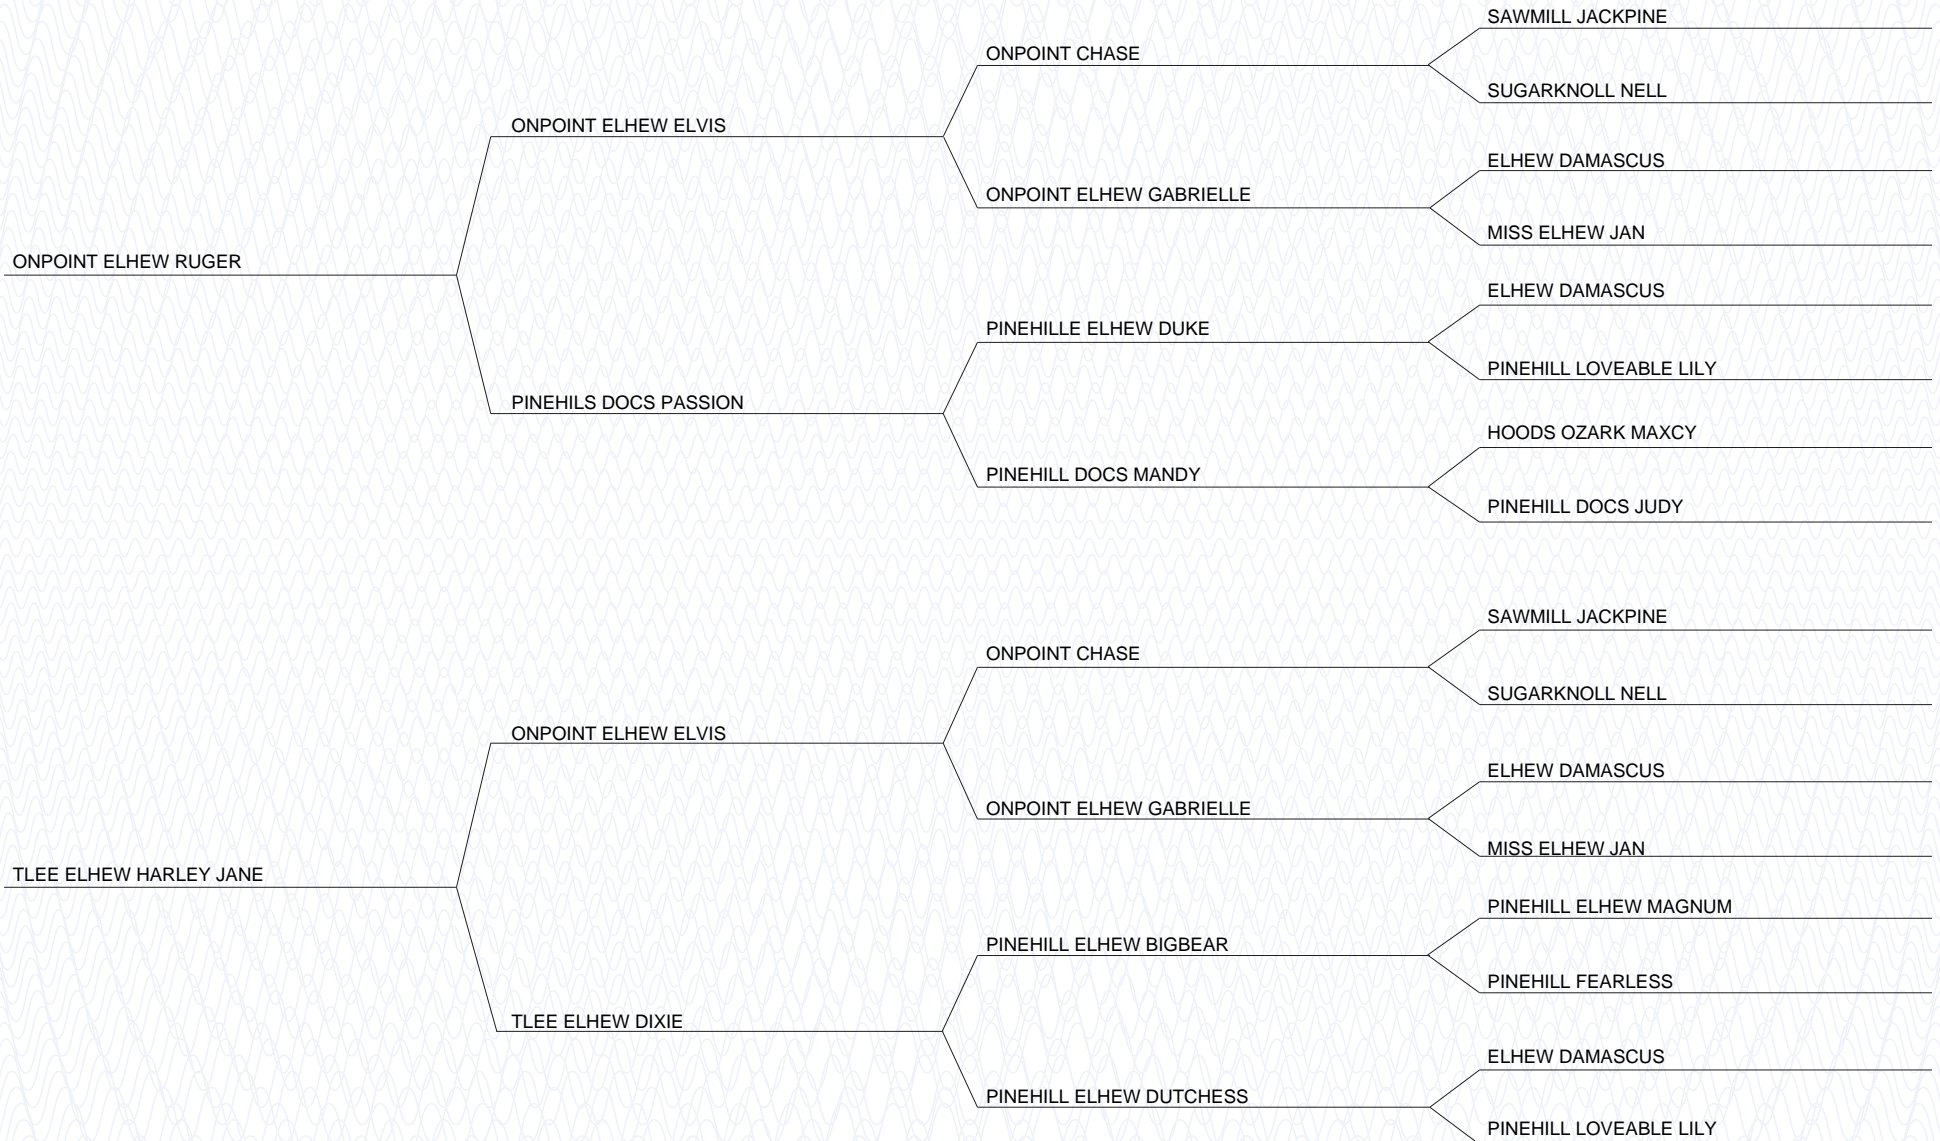 SAWMILL JACKPINE
ONPOINT CHASE
SUGARKNOLL NELL
ONPOINT ELHEW ELVIS
ELHEW DAMASCUS
ONPOINT ELHEW GABRIELLE
MISS ELHEW JAN
ONPOINT ELHEW RUGER
ELHEW DAMASCUS
PINEHILLE ELHEW DUKE
PINEHILL LOVEABLE LILY
PINEHILS DOCS PASSION
HOODS OZARK MAXCY
PINEHILL DOCS MANDY
PINEHILL DOCS JUDY
SAWMILL JACKPINE
ONPOINT CHASE
SUGARKNOLL NELL
ONPOINT ELHEW ELVIS
ELHEW DAMASCUS
ONPOINT ELHEW GABRIELLE
MISS ELHEW JAN
TLEE ELHEW HARLEY JANE
PINEHILL ELHEW MAGNUM
PINEHILL ELHEW BIGBEAR
PINEHILL FEARLESS
TLEE ELHEW DIXIE
ELHEW DAMASCUS
PINEHILL ELHEW DUTCHESS
PINEHILL LOVEABLE LILY